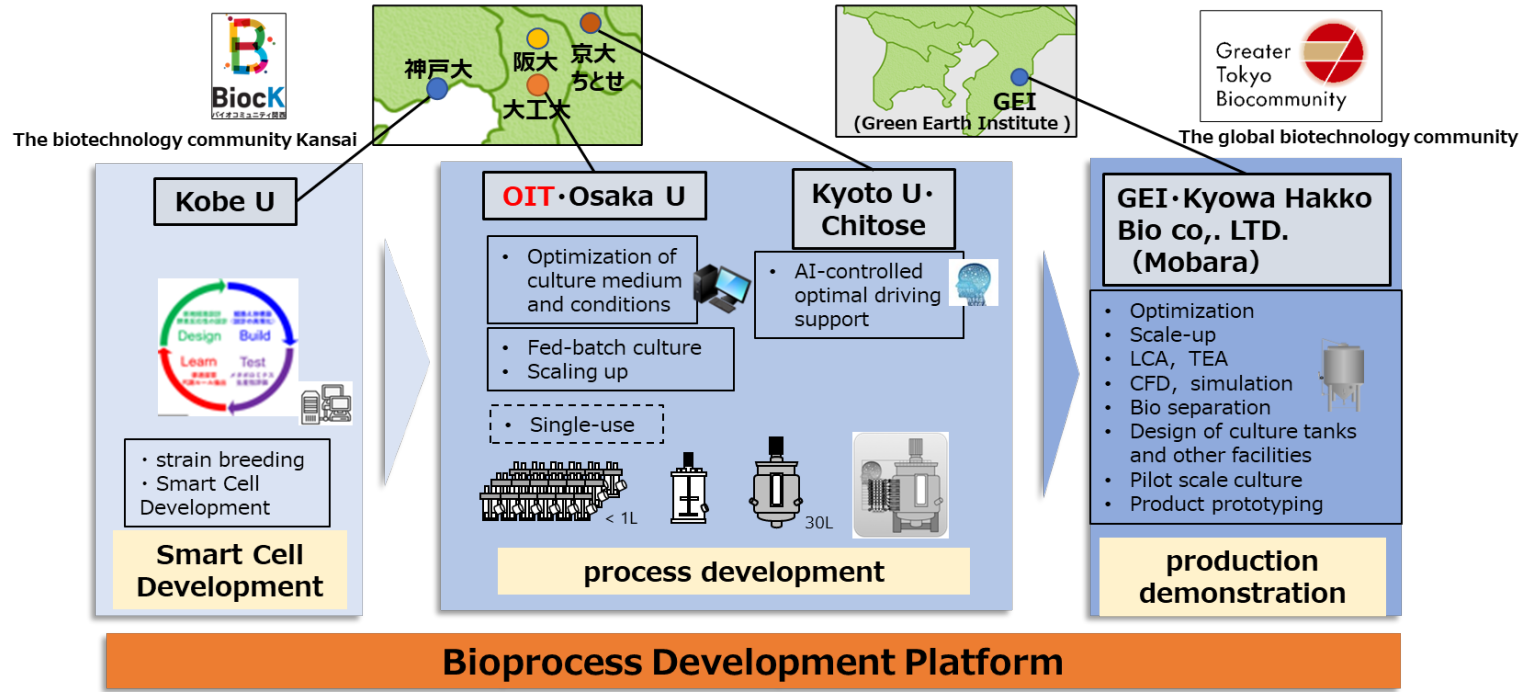 BiocK
バイオコミュニティ関西
The biotechnology community Kansai
神戸大
阪大
大工大
京大
ちとせ
GEI
(Green Earth Institute )
Greater
Tokyo
Biocommunity
The global biotechnology community
Kobe U
Design
Build
Learn
Test
・strain breeding
・Smart Cell
Development
Smart Cell
Development
OIT・Osaka U
• Optimization of
culture medium
and conditions
• Fed-batch culture
• Scaling up
• Single-use
< 1L
30L
Kyoto U・
Chitose
• AI-controlled
optimal driving
support
process development
GEI・Kyowa Hakko
Bio co,. LTD.
（Mobara）
• Optimization
• Scale-up
• LCA，TEA
• CFD，simulation
• Bio separation
• Design of culture tanks
and other facilities
• Pilot scale culture
• Product prototyping
production
demonstration
Bioprocess Development Platform